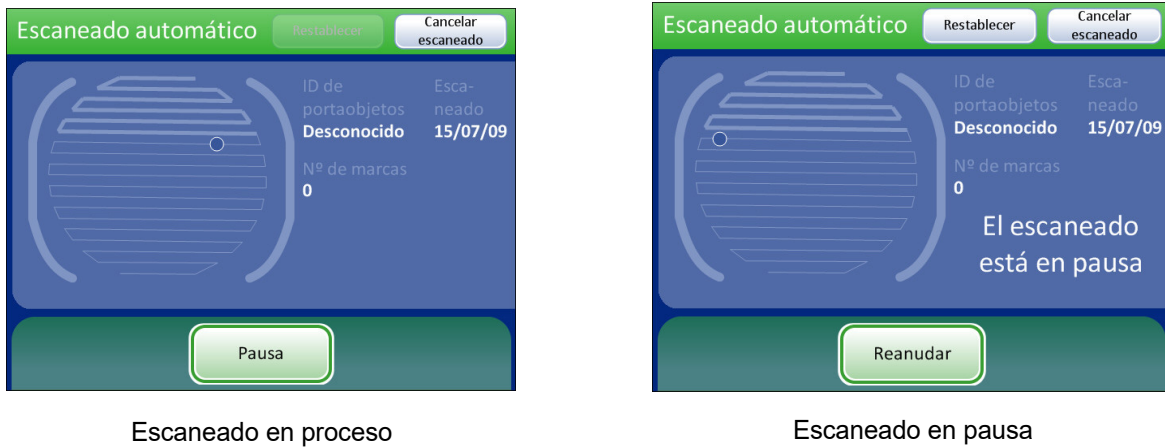 Escaneado automático
Restablecer
Cancelar
escaneado
ID de
portaobjetos
Desconocido
Esca-
neado
15/07/09
Nº de marcas
0
Pausa
Escaneado en proceso
Escaneado automático
Restablecer
Cancelar
escaneado
ID de
portaobjetos
Desconocido
Esca-
neado
15/07/09
Nº de marcas
0
El escaneado
está en pausa
Reanudar
Escaneado en pausa